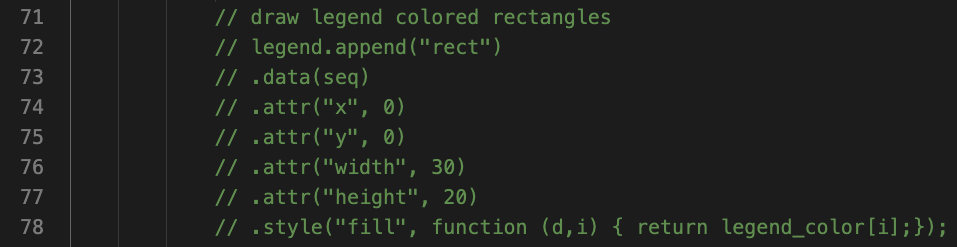 71 // draw legend colored rectangles
72 // legend.append("rect")
73 // .data(seq)
74 // .attr("x", 0)
75 // .attr("y", 0)
76 // .attr("width", 30)
77 // .attr("height", 20)
78 // .style("fill", function (d,i) { return legend_color[i];});